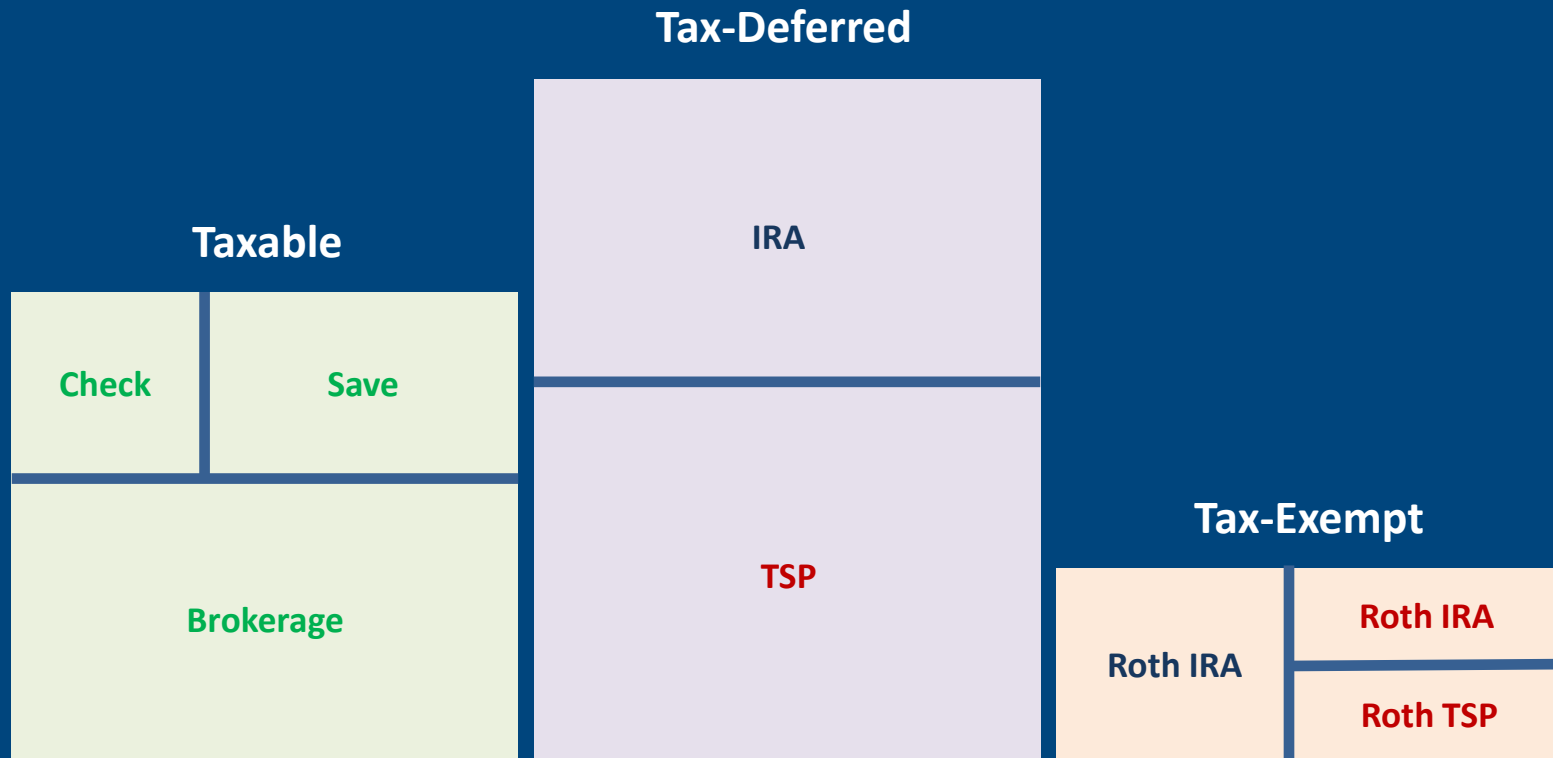 Tax-Deferred
IRA
TSP
Taxable
Check
Save
Brokerage
Tax-Exempt
Roth IRA
Roth IRA
Roth TSP